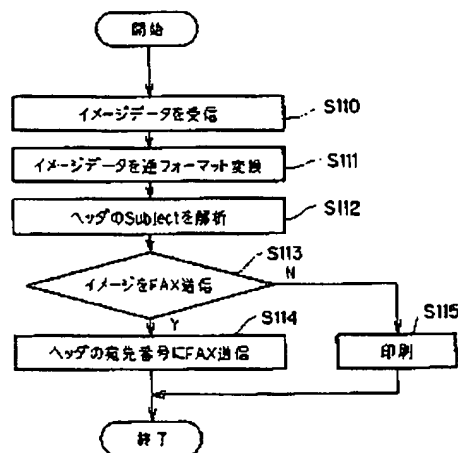 開始
イメージデータを受信
S110
イメージデータを逆フォーマット変換
S111
ヘッダのSubjectを解析
S112
イメージをFAX送信
S113
N
Y
S114
S115
ヘッダの宛先番号にFAX送信
印刷
終了